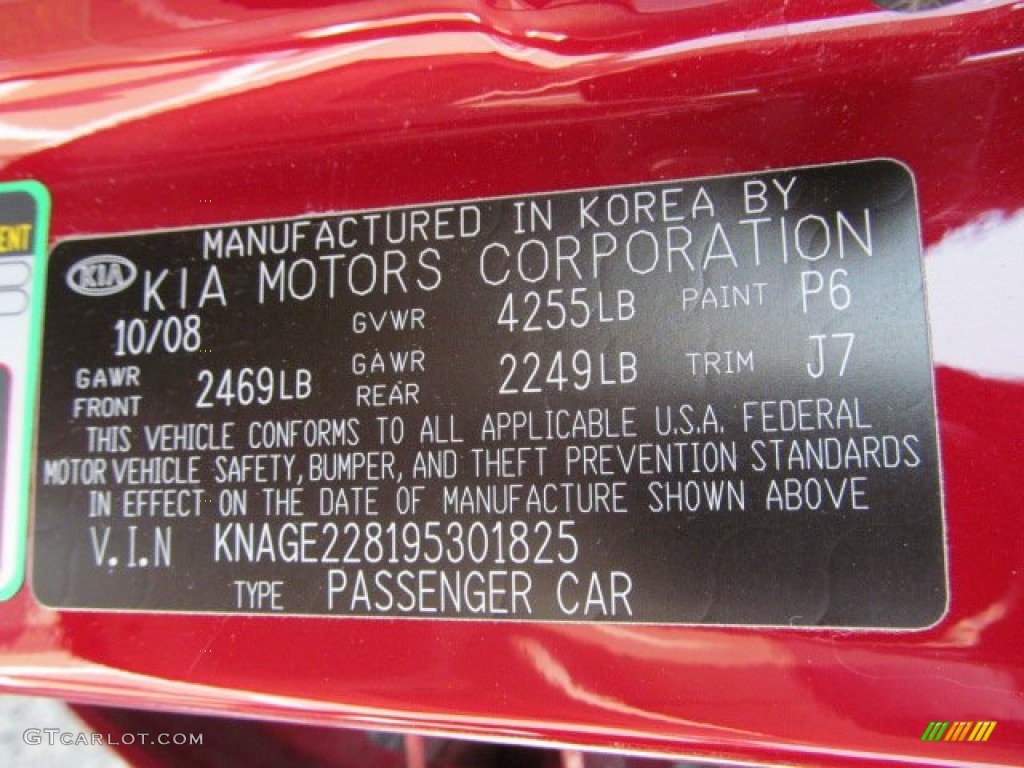 ENT
MANUFACTURED IN KOREA BY
KIA
KIA MOTORS CORPORATION
10/08 GVWR 4255LB PAINT P6
GAWR FRONT 2469LB GAWR REAR 2249LB TRIM J7
THIS VEHICLE CONFORMS TO ALL APPLICABLE U.S.A. FEDERAL
MOTOR VEHICLE SAFETY, BUMPER, AND THEFT PREVENTION STANDARDS
IN EFFECT ON THE DATE OF MANUFACTURE SHOWN ABOVE
V.I.N KNAGE228195301825
TYPE PASSENGER CAR
GTCARLOT.COM